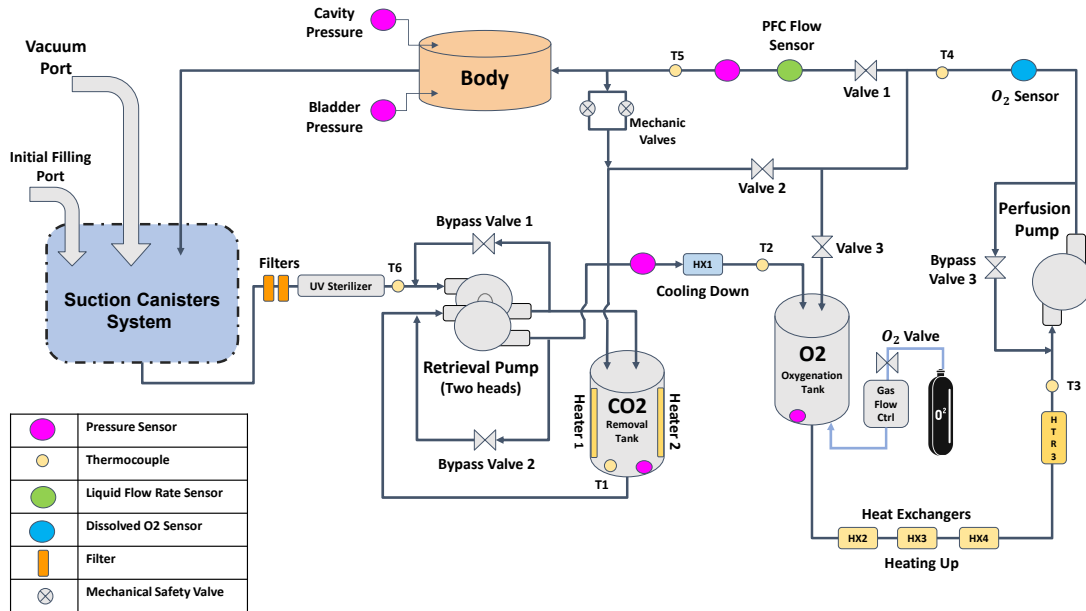 Cavity
Pressure
Vacuum
Port
Body
Bladder
Pressure
Initial Filling
Port
T5
PFC Flow
Sensor
Valve 1
T4
O₂ Sensor
Mechanic
Valves
Valve 2
Valve 3
Perfusion
Pump
Bypass
Valve 3
Suction Canisters
System
Filters
UV Sterilizer
T6
Bypass Valve 1
Retrieval Pump
(Two heads)
Bypass Valve 2
HX1
Cooling Down
T2
O2
Oxygenation
Tank
O₂ Valve
Gas
Flow
Ctrl
O²
T3
H
T
R
3
CO2
Removal
Tank
Heater 1
Heater 2
T1
Heat Exchangers
HX2
HX3
HX4
Heating Up
Pressure Sensor
Thermocouple
Liquid Flow Rate Sensor
Dissolved O2 Sensor
Filter
Mechanical Safety Valve